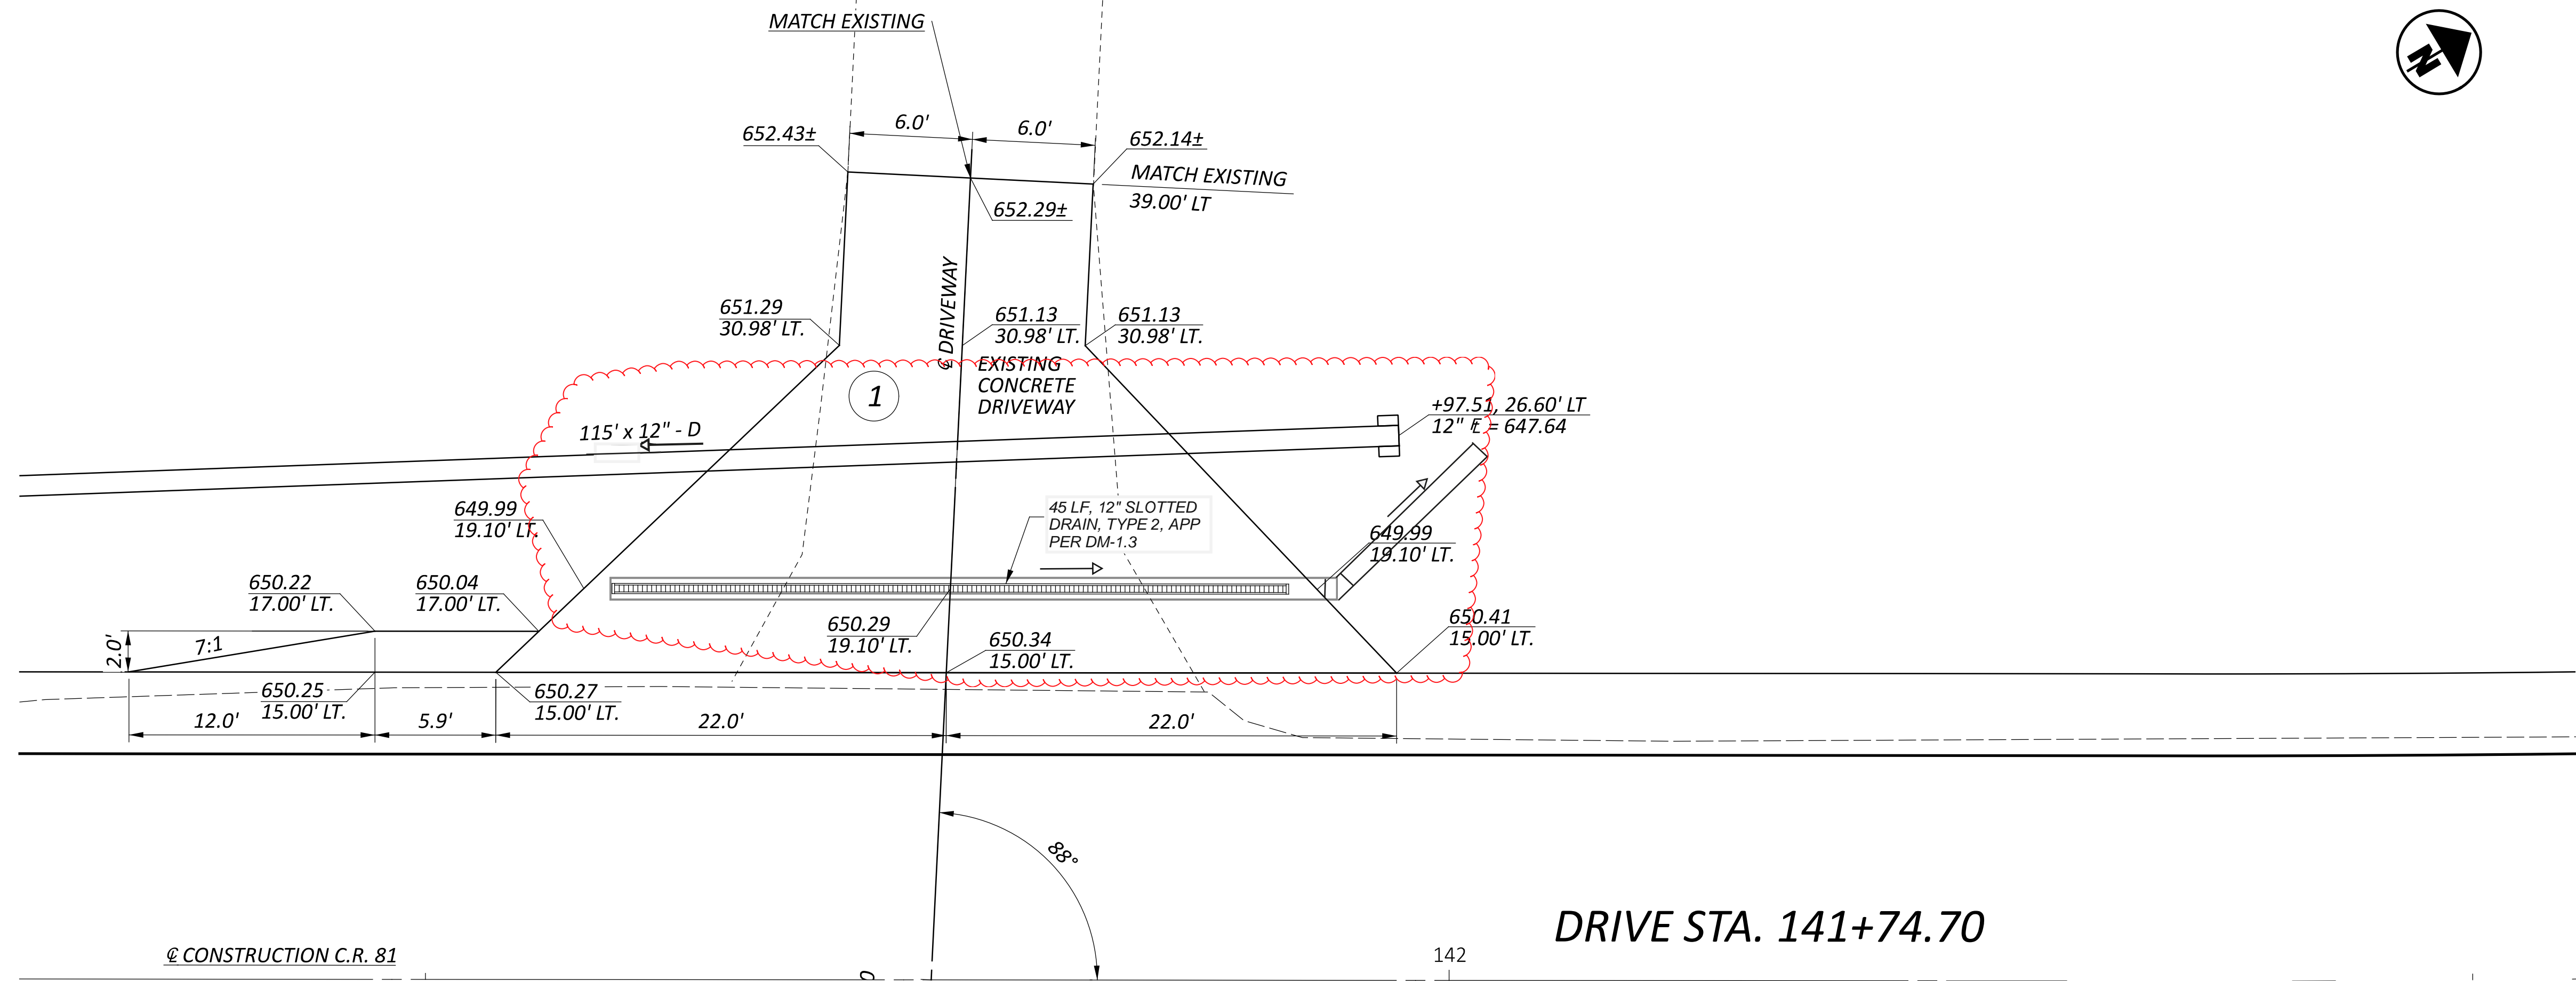 MATCH EXISTING
N
6.0'
6.0'
652.43±
652.14±
MATCH EXISTING
39.00' LT
652.29±
℄ DRIVEWAY
651.29
30.98' LT.
651.13
30.98' LT.
651.13
30.98' LT.
EXISTING
CONCRETE
DRIVEWAY
1
115' x 12" - D
+97.51, 26.60' LT
12" = 647.64
649.99
19.10' LT.
45 LF, 12" SLOTTED
DRAIN, TYPE 2, APP
PER DM-1.3
649.99
19.10' LT.
650.22
17.00' LT.
650.04
17.00' LT.
2.0'
7:1
650.29
19.10' LT.
650.34
15.00' LT.
650.41
15.00' LT.
650.25
15.00' LT.
650.27
15.00' LT.
12.0'
5.9'
22.0'
22.0'
88°
DRIVE STA. 141+74.70
℄ CONSTRUCTION C.R. 81
142
0